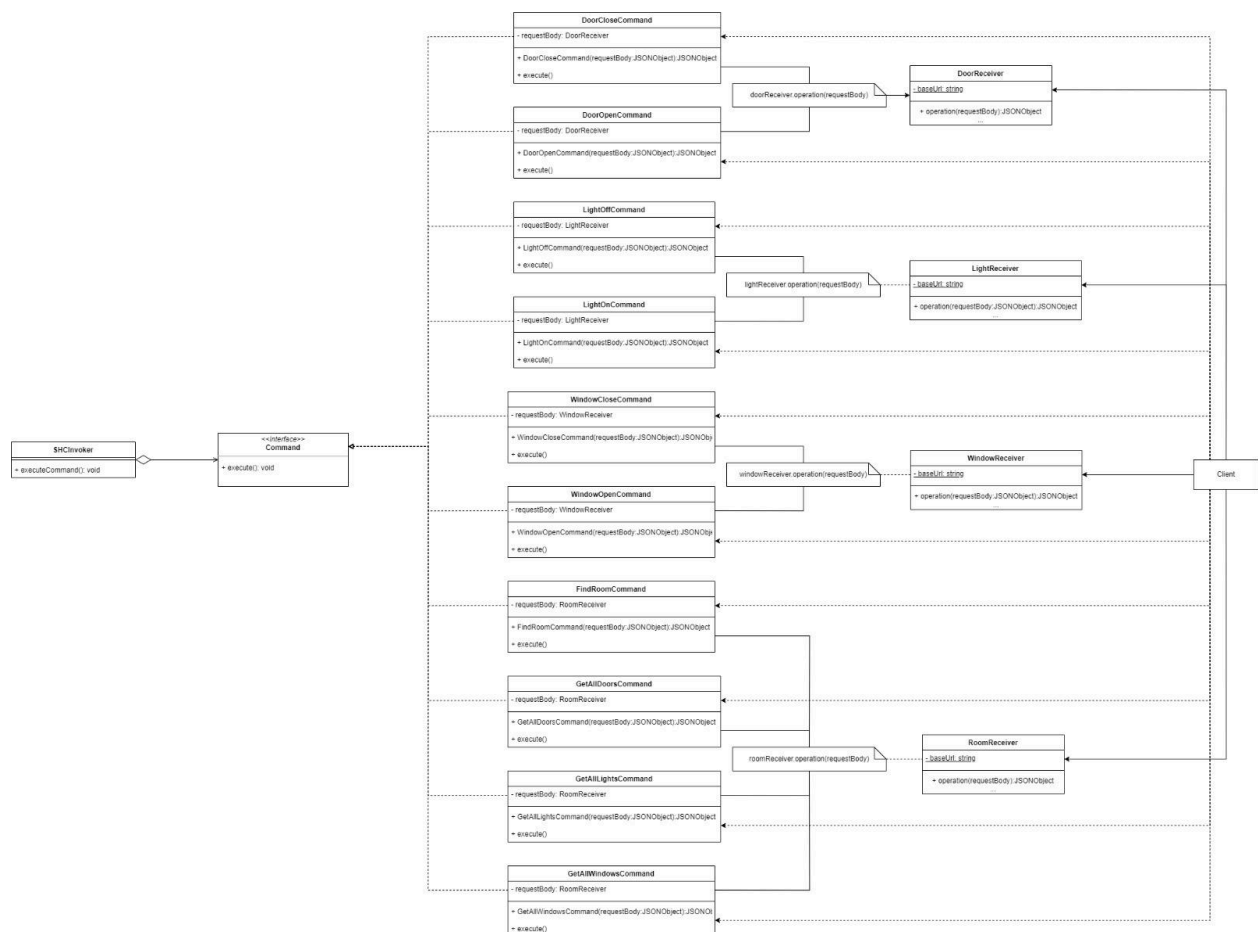 DoorCloseCommand
- requestBody: DoorReceiver
+ DoorCloseCommand(requestBody:JSONObject):JSONObject
+ execute()
doorReceiver.operation(requestBody)
DoorReceiver
- baseUrl: string
+ operation(requestBody):JSONObject
...
DoorOpenCommand
- requestBody: DoorReceiver
+ DoorOpenCommand(requestBody:JSONObject):JSONObject
+ execute()
LightOffCommand
- requestBody: LightReceiver
+ LightOffCommand(requestBody:JSONObject):JSONObject
+ execute()
lightReceiver.operation(requestBody)
LightReceiver
- baseUrl: string
+ operation(requestBody:JSONObject):JSONObject
...
LightOnCommand
- requestBody: LightReceiver
+ LightOnCommand(requestBody:JSONObject):JSONObject
+ execute()
WindowCloseCommand
- requestBody: WindowReceiver
+ WindowCloseCommand(requestBody:JSONObject):JSONObj
+ execute()
SHCInvoker
+ executeCommand(): void
<<interface>>
Command
+ execute(): void
windowReceiver.operation(requestBody)
WindowReceiver
- baseUrl: string
+ operation(requestBody:JSONObject):JSONObject
...
Client
WindowOpenCommand
- requestBody: WindowReceiver
+ WindowOpenCommand(requestBody:JSONObject):JSONObje
+ execute()
FindRoomCommand
- requestBody: RoomReceiver
+ FindRoomCommand(requestBody:JSONObject):JSONObject
+ execute()
GetAllDoorsCommand
- requestBody: RoomReceiver
+ GetAllDoorsCommand(requestBody:JSONObject):JSONObject
+ execute()
roomReceiver.operation(requestBody)
RoomReceiver
- baseUrl: string
+ operation(requestBody):JSONObject
...
GetAllLightsCommand
- requestBody: RoomReceiver
+ GetAllLightsCommand(requestBody:JSONObject):JSONObject
+ execute()
GetAllWindowsCommand
- requestBody: RoomReceiver
+ GetAllWindowsCommand(requestBody:JSONObject):JSONOb
+ execute()